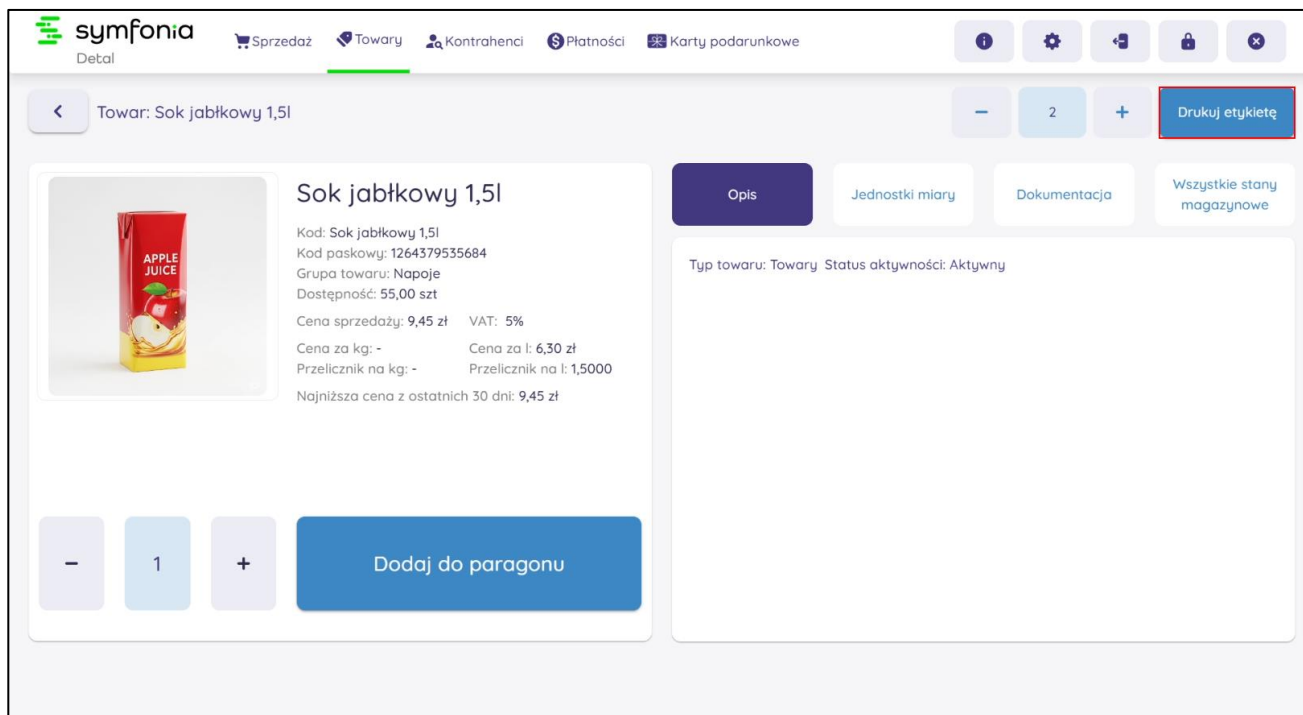 symfonia
Detal
Sprzedaż Towary Kontrahenci Płatności Karty podarunkowe
Towar: Sok jabłkowy 1,5l
− 2 + Drukuj etykietę
APPLE
JUICE
Sok jabłkowy 1,5l
Kod: Sok jabłkowy 1,5l
Kod paskowy: 1264379535684
Grupa towaru: Napoje
Dostępność: 55,00 szt
Cena sprzedaży: 9,45 zł VAT: 5%
Cena za kg: - Cena za l: 6,30 zł
Przelicznik na kg: - Przelicznik na l: 1,5000
Najniższa cena z ostatnich 30 dni: 9,45 zł
− 1 + Dodaj do paragonu
Opis Jednostki miary Dokumentacja Wszystkie stany
magazynowe
Typ towaru: Towary Status aktywności: Aktywny